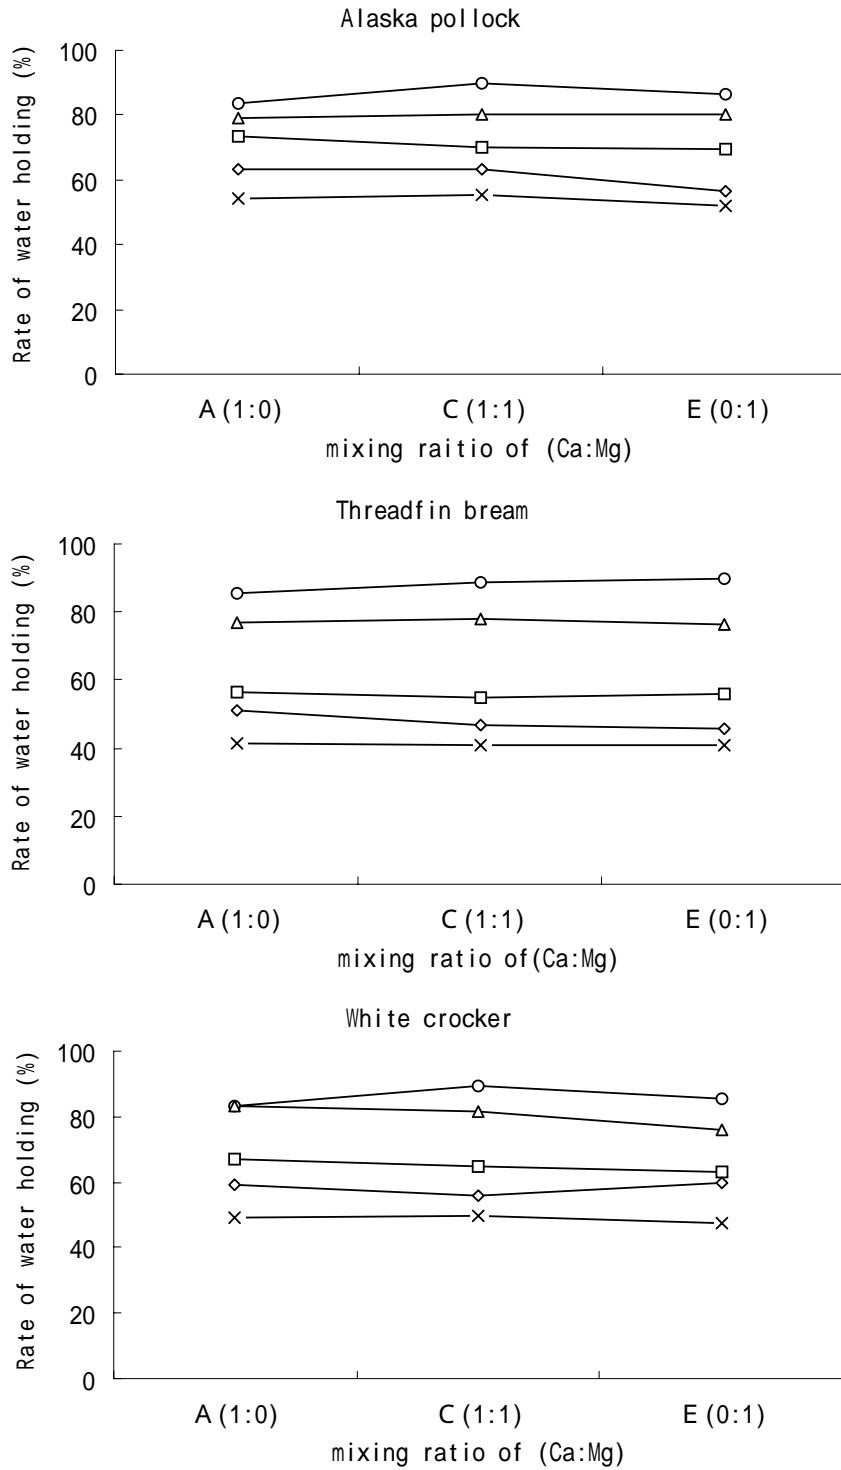 Alaska pollock
Rate of water holding (%)
100
80
60
40
20
0
A (1:0) C (1:1) E (0:1)
mixing raitio of (Ca:Mg)
Threadfin bream
Rate of water holding (%)
100
80
60
40
20
0
A (1:0) C (1:1) E (0:1)
mixing ratio of(Ca:Mg)
White crocker
Rate of water holding (%)
100
80
60
40
20
0
A (1:0) C (1:1) E (0:1)
mixing ratio of (Ca:Mg)